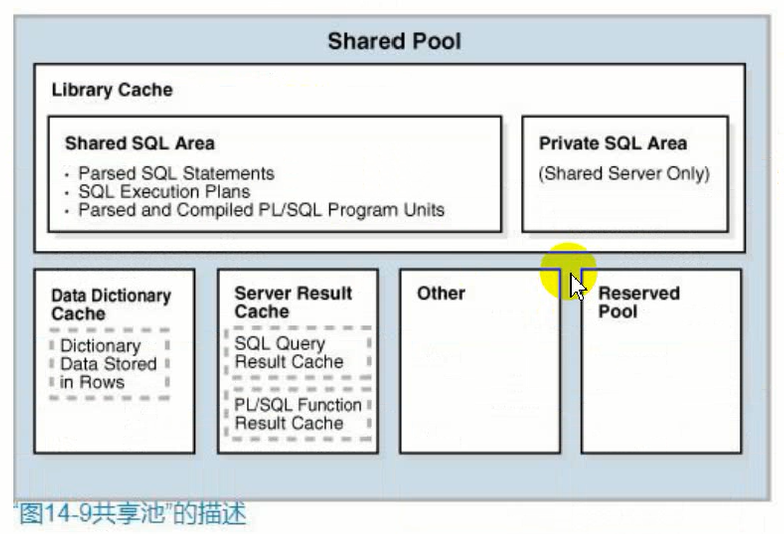 Shared Pool
Library Cache
Shared SQL Area
· Parsed SQL Statements
· SQL Execution Plans
· Parsed and Compiled PL/SQL Program Units
Private SQL Area
(Shared Server Only)
Data Dictionary
Cache
Dictionary
Data Stored
in Rows
Server Result
Cache
SQL Query
Result Cache
PL/SQL Function
Result Cache
Other
Reserved
Pool
“图14-9共享池”的描述